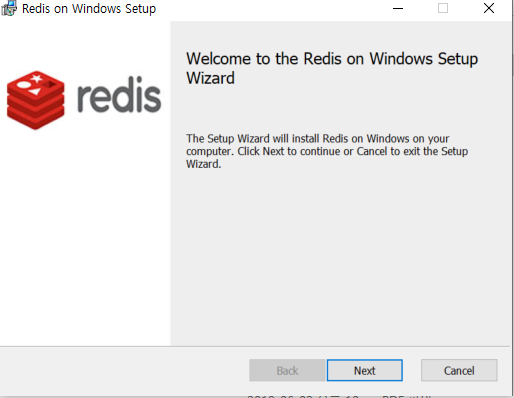 Redis on Windows Setup
Welcome to the Redis on Windows Setup
Wizard
redis
The Setup Wizard will install Redis on Windows on your
computer. Click Next to continue or Cancel to exit the Setup
Wizard.
Back
Next
Cancel